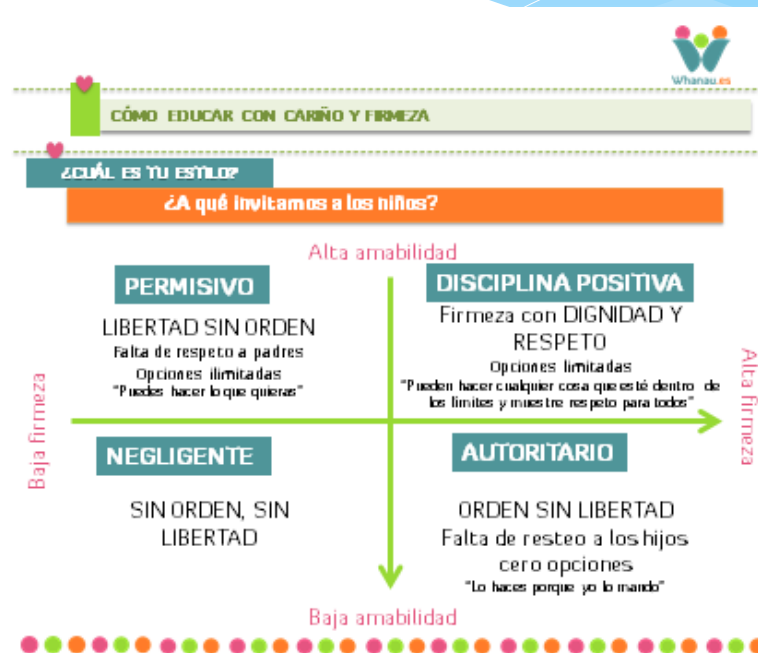 Whanau.es
CÓMO EDUCAR CON CARIÑO Y FIRMEZA
¿CUÁL ES TU ESTILO?
¿A qué invitamos a los niños?
Alta amabilidad
PERMISIVO
LIBERTAD SIN ORDEN
Falta de respeto a padres
Opciones ilimitadas
"Puedes hacer lo que quieras"
DISCIPLINA POSITIVA
Firmeza con DIGNIDAD Y
RESPETO
Opciones limitadas
"Pueden hacer cualquier cosa que esté dentro de
los límites y muestre respeto para todos"
Baja firmeza
Alta firmeza
NEGLIGENTE
SIN ORDEN, SIN
LIBERTAD
AUTORITARIO
ORDEN SIN LIBERTAD
Falta de resteo a los hijos
cero opciones
"Lo haces porque yo lo mando"
Baja amabilidad